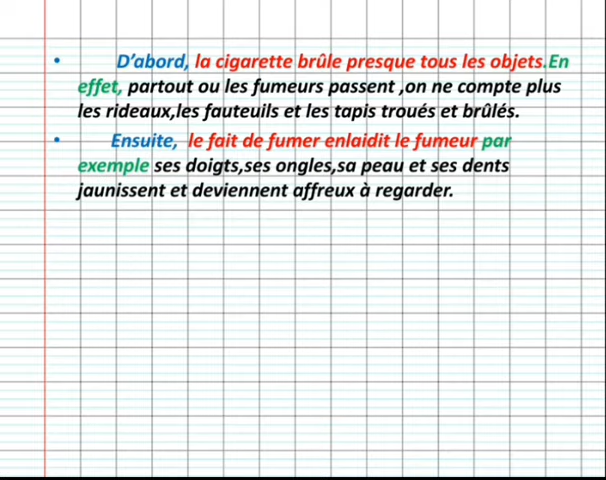 • D'abord, la cigarette brûle presque tous les objets.En
effet, partout ou les fumeurs passent ,on ne compte plus
les rideaux,les fauteuils et les tapis troués et brûlés.
• Ensuite, le fait de fumer enlaidit le fumeur par
exemple ses doigts,ses ongles,sa peau et ses dents
jaunissent et deviennent affreux à regarder.